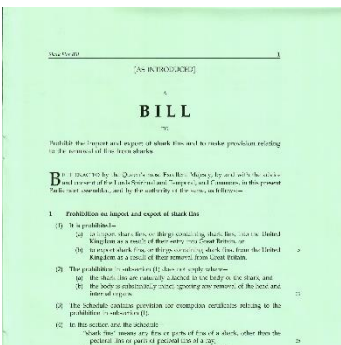 Shark Fins Bill 1
[AS INTRODUCED]
A
BILL
TO
Prohibit the import and export of shark fins and to make provision relating
to the removal of fins from sharks.
BE IT ENACTED by the Queen's most Excellent Majesty, by and with the advice
and consent of the Lords Spiritual and Temporal, and Commons, in this present
Parliament assembled, and by the authority of the same, as follows:—
1 Prohibition on import and export of shark fins
(1) It is prohibited—
(a) to import shark fins, or things containing shark fins, into the United
Kingdom as a result of their entry into Great Britain, or
(b) to export shark fins, or things containing shark fins, from the United 5
Kingdom as a result of their removal from Great Britain.
(2) The prohibition in subsection (1) does not apply where—
(a) the shark fins are naturally attached to the body of the shark, and
(b) the body is substantially intact, ignoring any removal of the head and
internal organs. 10
(3) The Schedule contains provision for exemption certificates relating to the
prohibition in subsection (1).
(4) In this section and the Schedule
"shark fins" means any fins or parts of fins of a shark, other than the
pectoral fins or parts of pectoral fins of a ray;